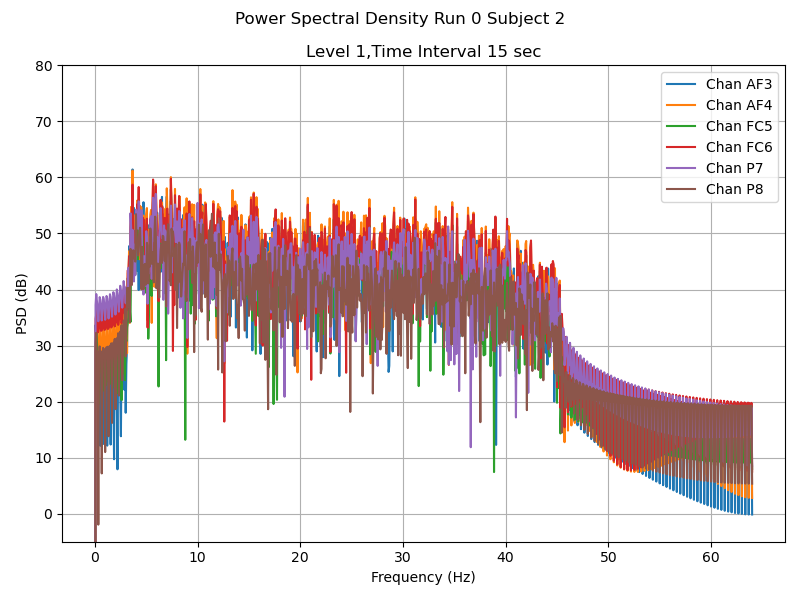 Power Spectral Density Run 0 Subject 2
Level 1,Time Interval 15 sec
80
70
60
50
40
30
20
10
0
PSD (dB)
Chan AF3
Chan AF4
Chan FC5
Chan FC6
Chan P7
Chan P8
0 10 20 30 40 50 60
Frequency (Hz)